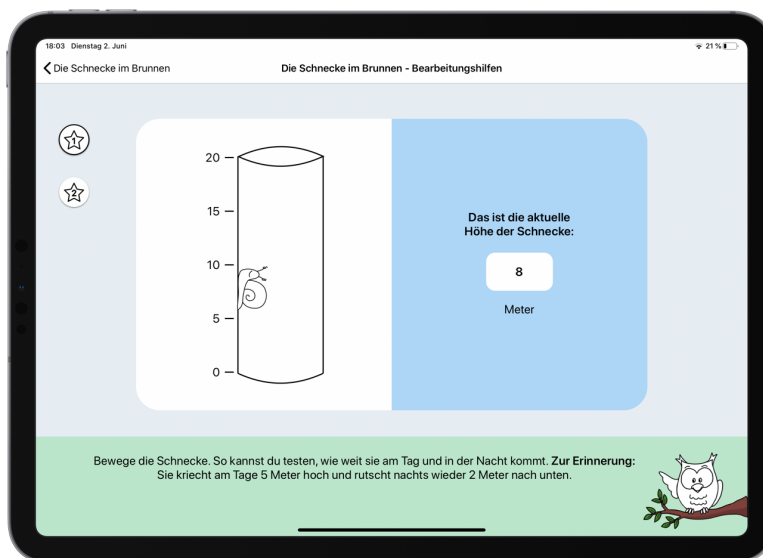 18:03 Dienstag 2. Juni
21 %
Die Schnecke im Brunnen
Die Schnecke im Brunnen - Bearbeitungshilfen
1
2
20
15
10
5
0
Das ist die aktuelle
Höhe der Schnecke:
8
Meter
Bewege die Schnecke. So kannst du testen, wie weit sie am Tag und in der Nacht kommt. Zur Erinnerung:
Sie kriecht am Tage 5 Meter hoch und rutscht nachts wieder 2 Meter nach unten.